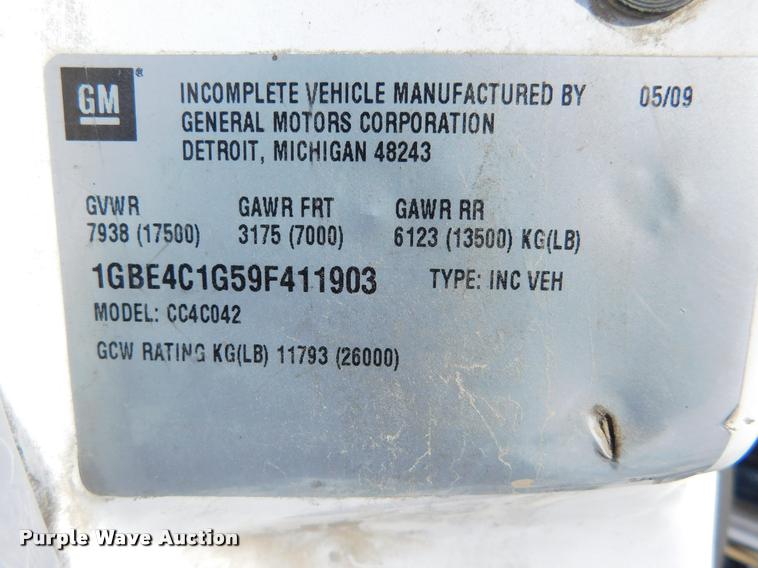 GM® INCOMPLETE VEHICLE MANUFACTURED BY 05/09
GENERAL MOTORS CORPORATION
DETROIT, MICHIGAN 48243
GVWR GAWR FRT GAWR RR
7938 (17500) 3175 (7000) 6123 (13500) KG(LB)
1GBE4C1G59F411903 TYPE: INC VEH
MODEL: CC4C042
GCW RATING KG(LB) 11793 (26000)
Purple Wave Auction